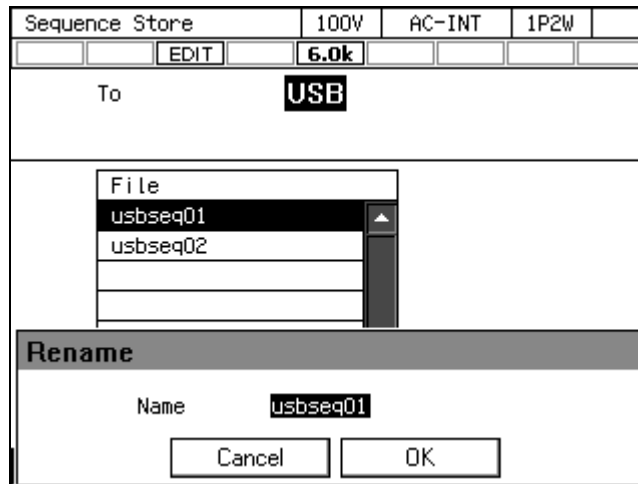 Sequence Store 100V AC-INT 1P2W
EDIT 6.0k
To USB
File
usbseq01
usbseq02
Rename
Name usbseq01
Cancel OK